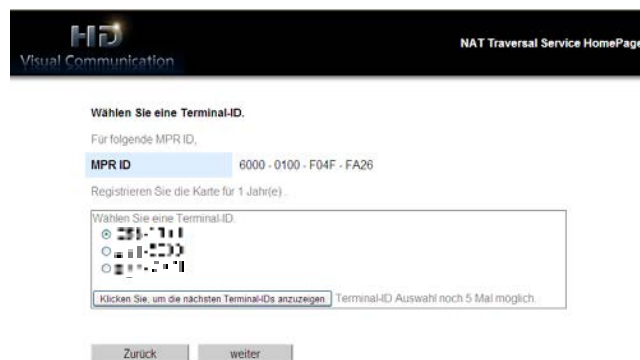 HD
Visual Communication
NAT Traversal Service HomePage
Wählen Sie eine Terminal-ID.
Für folgende MPR ID,
MPR ID 6000 - 0100 - F04F - FA26
Registrieren Sie die Karte für 1 Jahr(e) .
Wählen Sie eine Terminal-ID.
Klicken Sie, um die nächsten Terminal-IDs anzuzeigen Terminal-ID Auswahl noch 5 Mal möglich.
Zurück weiter